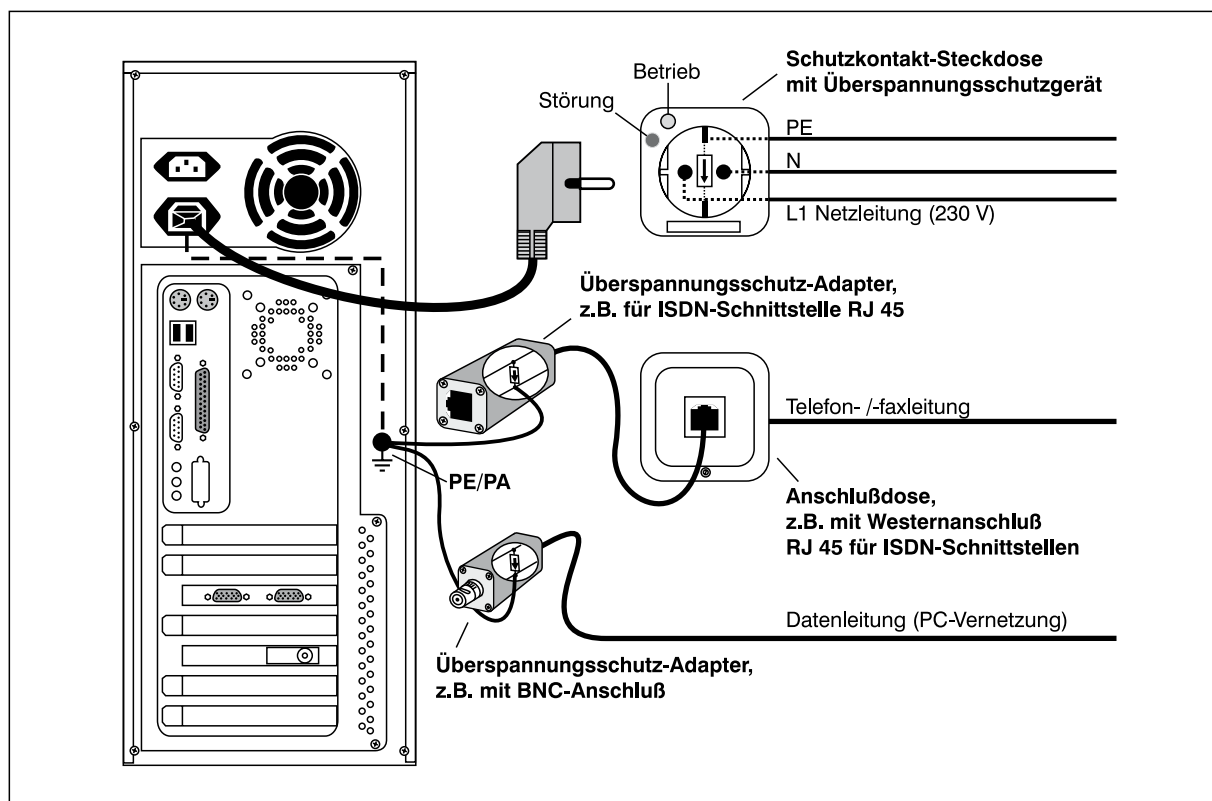 Schutzkontakt-Steckdose
mit Überspannungsschutzgerät
Betrieb
Störung
PE
N
L1 Netzleitung (230 V)
Überspannungsschutz-Adapter,
z.B. für ISDN-Schnittstelle RJ 45
Telefon- /-faxleitung
PE/PA
Anschlußdose,
z.B. mit Westernanschluß
RJ 45 für ISDN-Schnittstellen
Datenleitung (PC-Vernetzung)
Überspannungsschutz-Adapter,
z.B. mit BNC-Anschluß